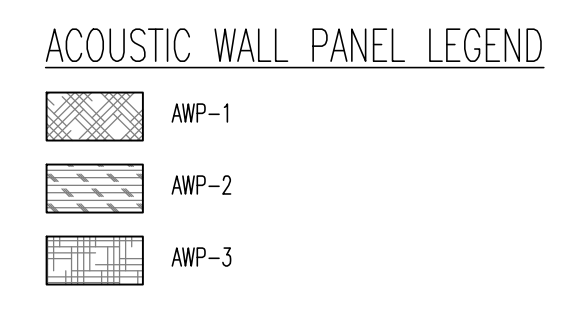 ACOUSTIC WALL PANEL LEGEND
AWP-1
AWP-2
AWP-3